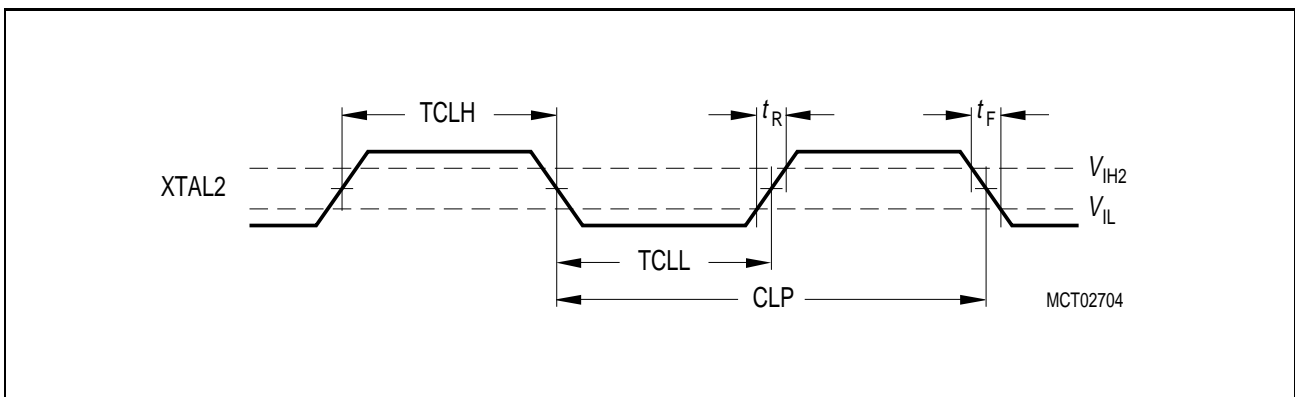 TCLH
tR
tF
XTAL2
VIH2
VIL
TCLL
CLP
MCT02704